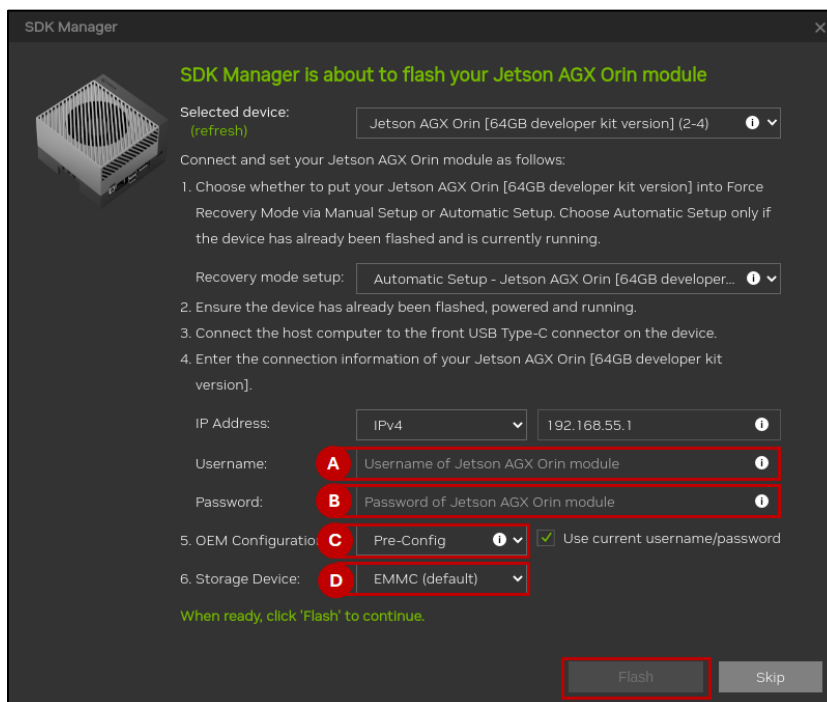 SDK Manager
SDK Manager is about to flash your Jetson AGX Orin module
Selected device:
(refresh)
Jetson AGX Orin [64GB developer kit version] (2-4)
Connect and set your Jetson AGX Orin module as follows:
1. Choose whether to put your Jetson AGX Orin [64GB developer kit version] into Force
Recovery Mode via Manual Setup or Automatic Setup. Choose Automatic Setup only if
the device has already been flashed and is currently running.
Recovery mode setup: Automatic Setup - Jetson AGX Orin [64GB developer...
2. Ensure the device has already been flashed, powered and running.
3. Connect the host computer to the front USB Type-C connector on the device.
4. Enter the connection information of your Jetson AGX Orin [64GB developer kit
version].
IP Address: IPv4 192.168.55.1
Username: A Username of Jetson AGX Orin module
Password: B Password of Jetson AGX Orin module
5. OEM Configuratio C Pre-Config Use current username/password
6. Storage Device: D EMMC (default)
When ready, click 'Flash' to continue.
Flash Skip